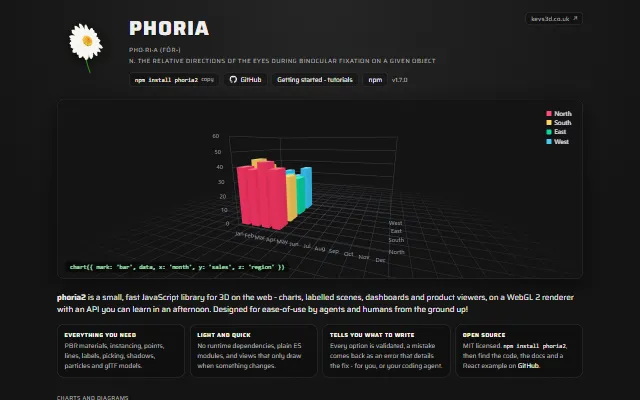 PHORIA
kevs3d.co.uk ↗
PHO·RI·A (FÔR-)
N. THE RELATIVE DIRECTIONS OF THE EYES DURING BINOCULAR FIXATION ON A GIVEN OBJECT
npm install phoria2 copy
GitHub
Getting started - tutorials
npm
v1.7.0
North
South
East
West
60
50
40
30
20
10
0
Jan Feb Mar Apr May Jun Jul Aug Sep Oct Nov Dec
West
East
South
North
chart({ mark: 'bar', data, x: 'month', y: 'sales', z: 'region' })
phoria2 is a small, fast JavaScript library for 3D on the web - charts, labelled scenes, dashboards and product viewers, on a WebGL 2 renderer
with an API you can learn in an afternoon. Designed for ease-of-use by agents and humans from the ground up!
EVERYTHING YOU NEED
PBR materials, instancing, points,
lines, labels, picking, shadows,
particles and glTF models.
LIGHT AND QUICK
No runtime dependencies, plain ES
modules, and views that only draw
when something changes.
TELLS YOU WHAT TO WRITE
Every option is validated, a mistake
comes back as an error that details
the fix - for you, or your coding agent.
OPEN SOURCE
MIT licensed. npm install phoria2,
then find the code, the docs and a
React example on GitHub.
CHARTS AND DIAGRAMS